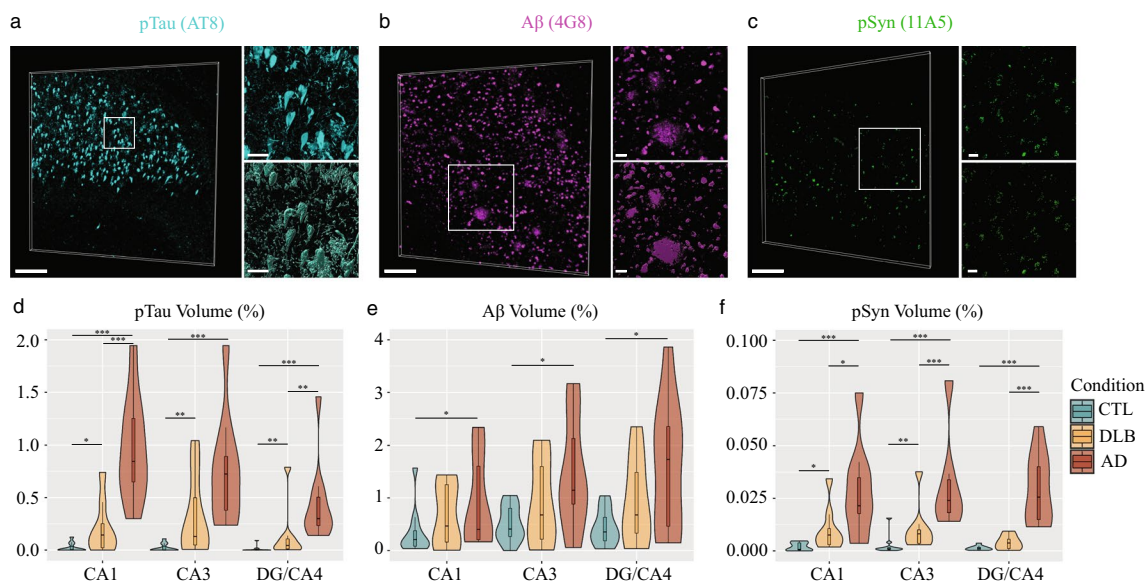 a pTau (AT8)
b Aβ (4G8)
c pSyn (11A5)
d pTau Volume (%)
2.0
1.5
1.0
0.5
0.0
*
***
***
**
***
**
***
**
CA1 CA3 DG/CA4
e Aβ Volume (%)
4
3
2
1
0
*
*
*
CA1 CA3 DG/CA4
f pSyn Volume (%)
0.100
0.075
0.050
0.025
0.000
*
***
*
**
***
***
***
***
CA1 CA3 DG/CA4
Condition
CTL
DLB
AD